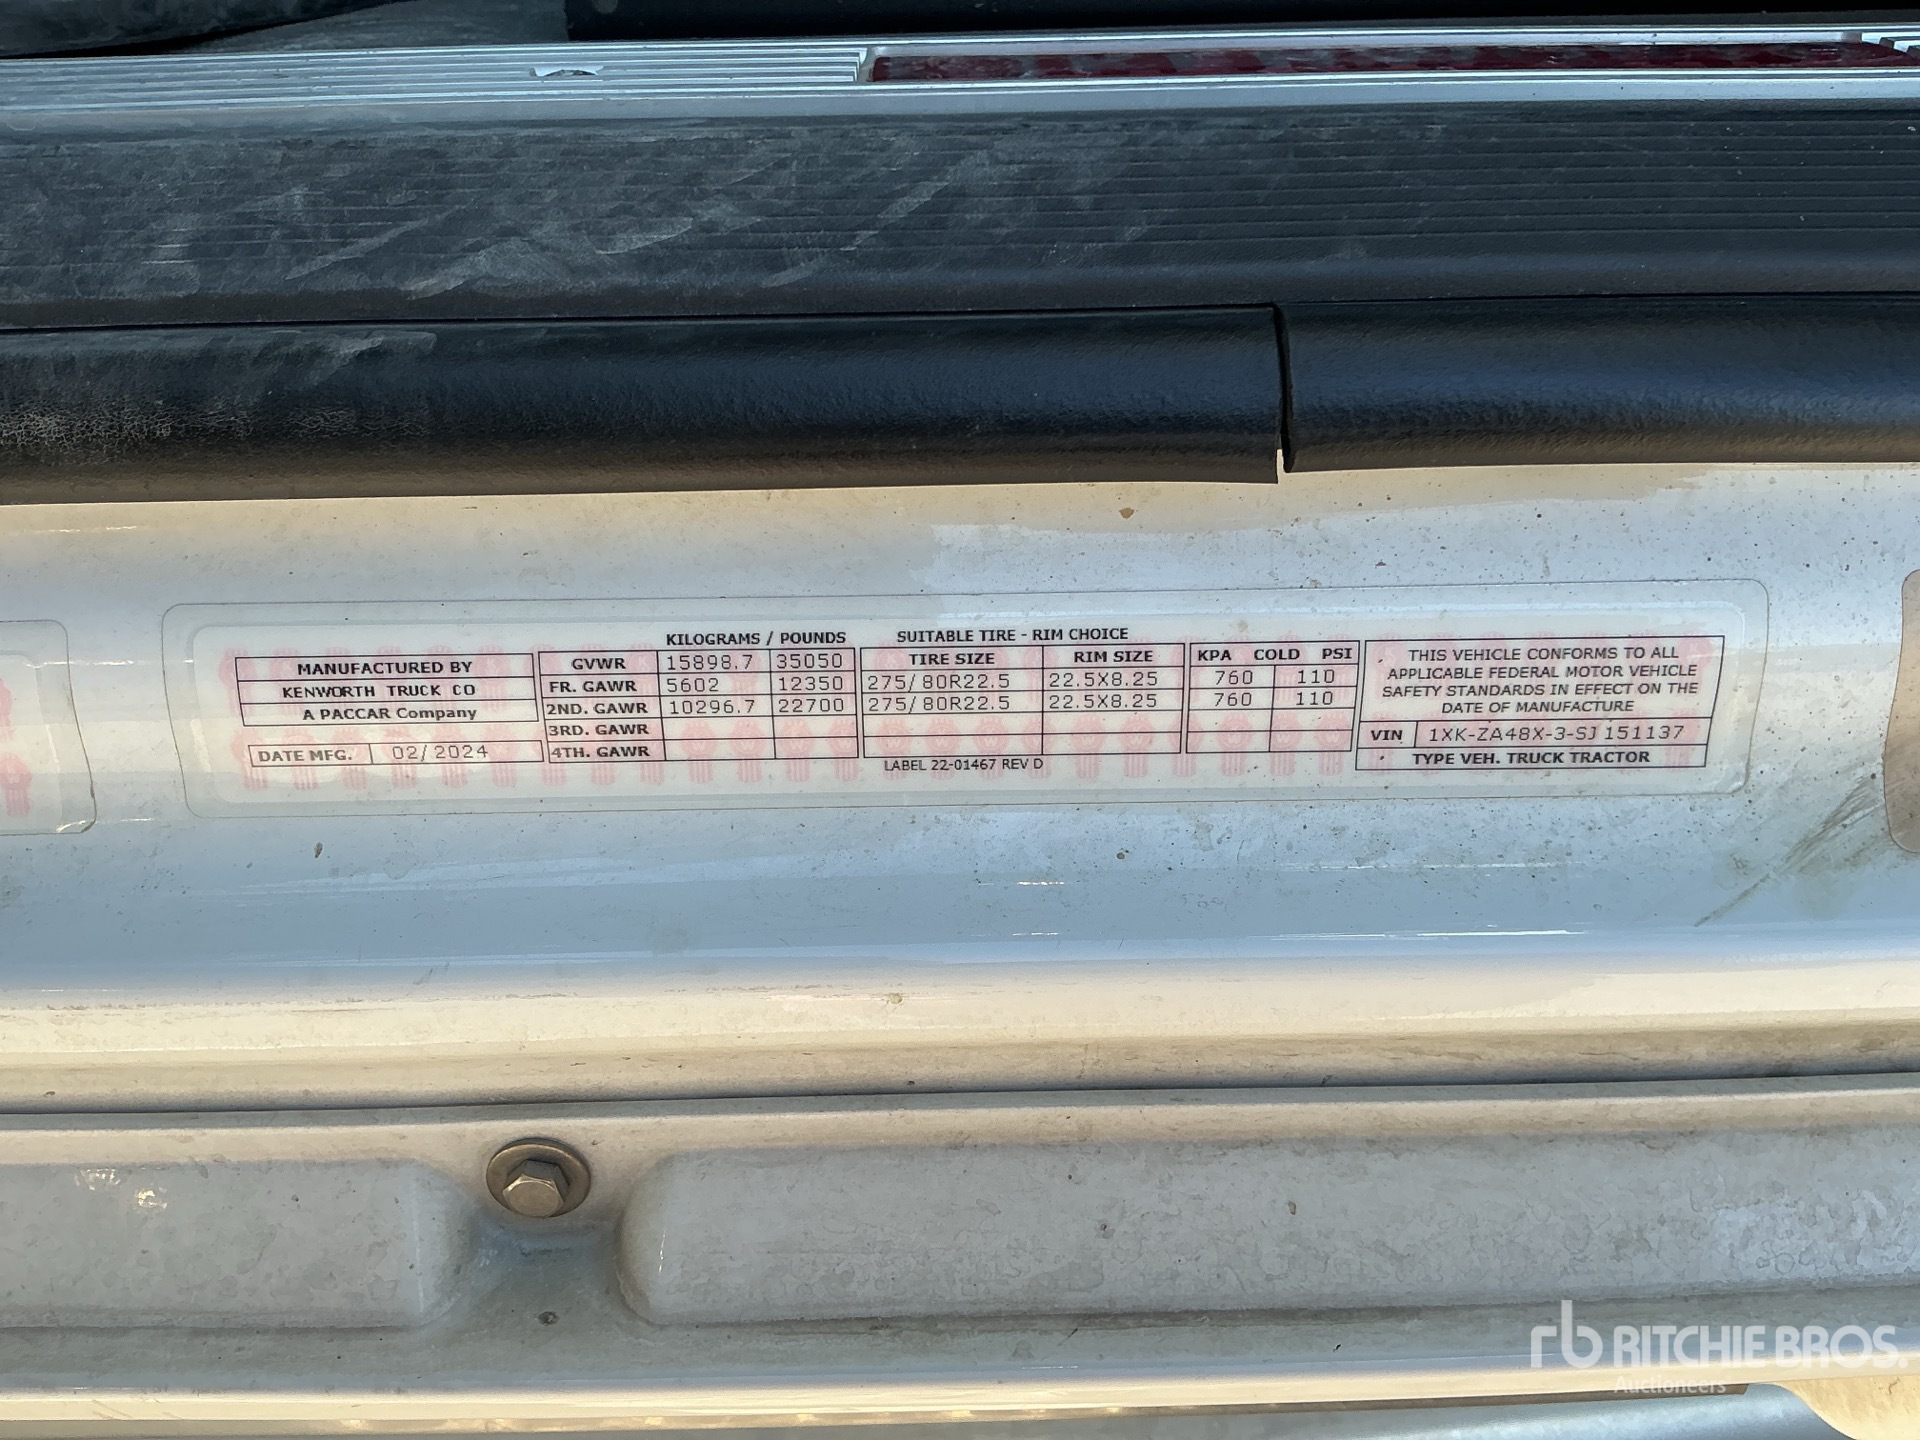 KILOGRAMS / POUNDS SUITABLE TIRE - RIM CHOICE
MANUFACTURED BY
KENWORTH TRUCK CO
A PACCAR Company
DATE MFG. 02/2024
GVWR 15898.7 35050
FR. GAWR 5602 12350
2ND. GAWR 10296.7 22700
3RD. GAWR
4TH. GAWR
TIRE SIZE RIM SIZE
275/80R22.5 22.5X8.25
275/80R22.5 22.5X8.25
LABEL 22-01467 REV D
KPA COLD PSI
760 110
760 110
THIS VEHICLE CONFORMS TO ALL
APPLICABLE FEDERAL MOTOR VEHICLE
SAFETY STANDARDS IN EFFECT ON THE
DATE OF MANUFACTURE
VIN 1XK-ZA48X-3-SJ151137
TYPE VEH. TRUCK TRACTOR
rb RITCHIE BROS.
Auctioneers